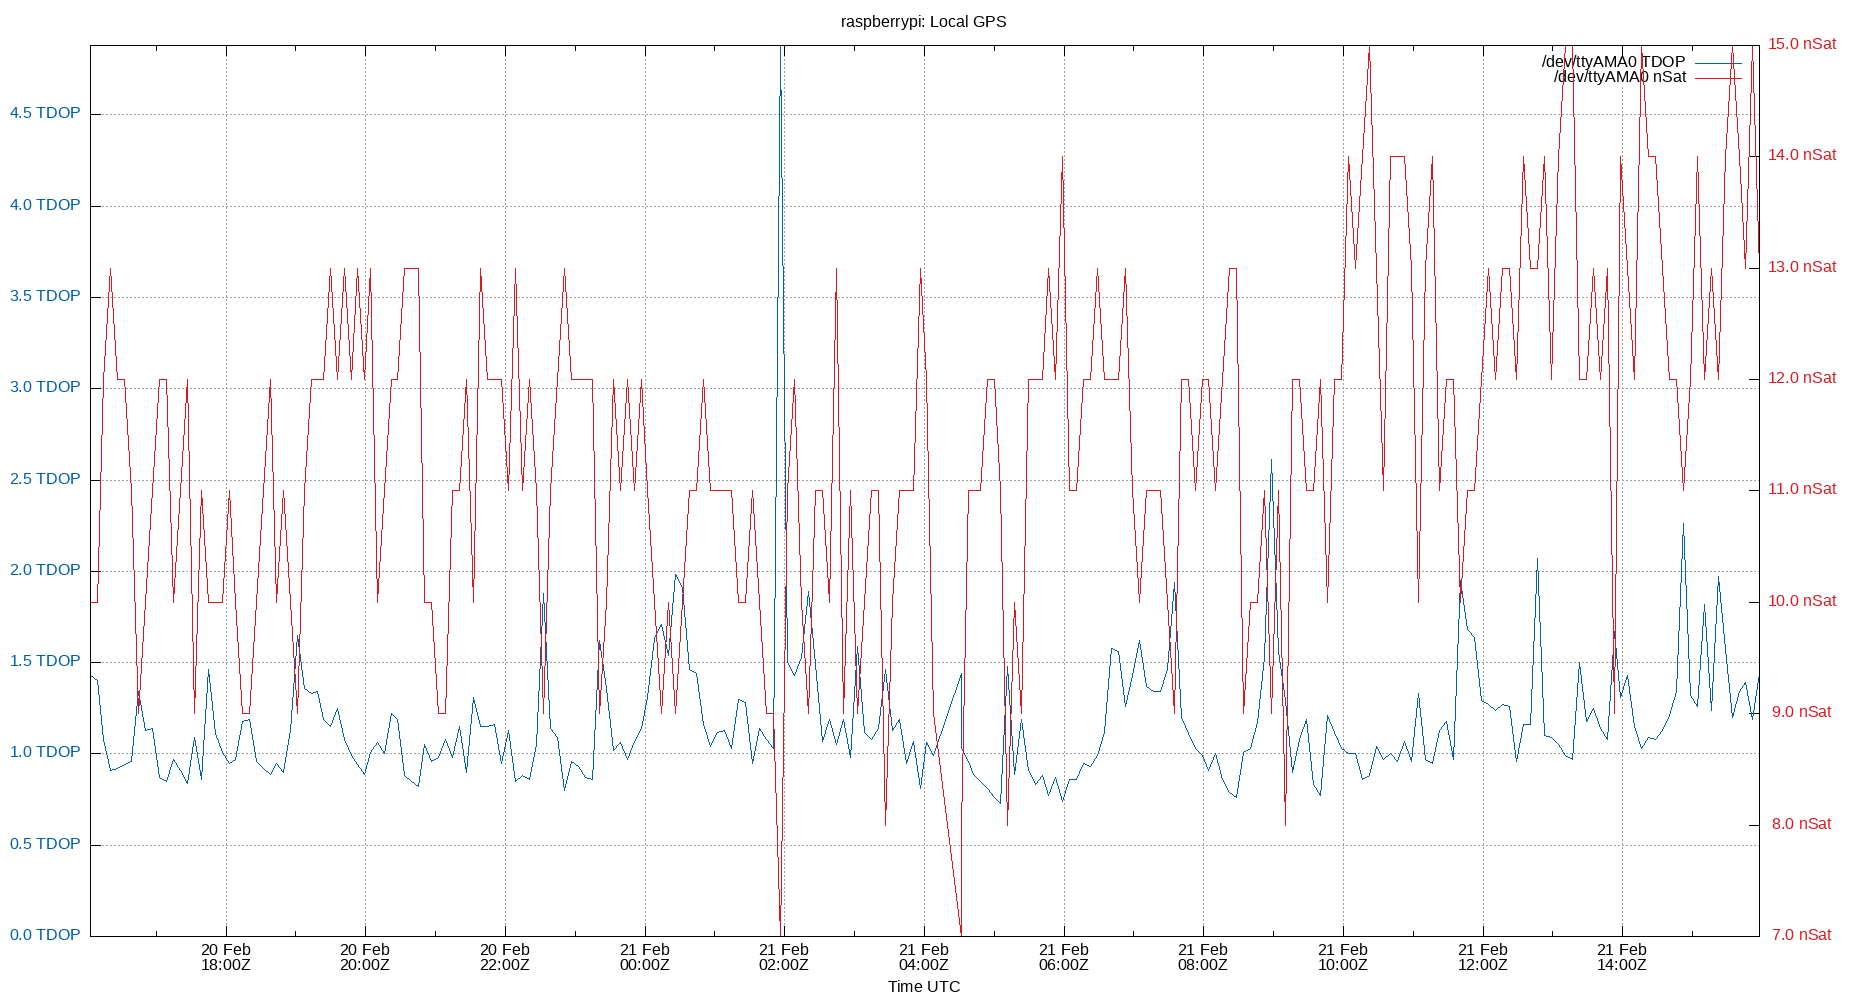 raspberrypi: Local GPS
/dev/ttyAMA0 TDOP
/dev/ttyAMA0 nSat
4.5 TDOP
4.0 TDOP
3.5 TDOP
3.0 TDOP
2.5 TDOP
2.0 TDOP
1.5 TDOP
1.0 TDOP
0.5 TDOP
0.0 TDOP
15.0 nSat
14.0 nSat
13.0 nSat
12.0 nSat
11.0 nSat
10.0 nSat
9.0 nSat
8.0 nSat
7.0 nSat
20 Feb 20 Feb 20 Feb 21 Feb 21 Feb 21 Feb 21 Feb 21 Feb 21 Feb 21 Feb 21 Feb
18:00Z 20:00Z 22:00Z 00:00Z 02:00Z 04:00Z 06:00Z 08:00Z 10:00Z 12:00Z 14:00Z
Time UTC